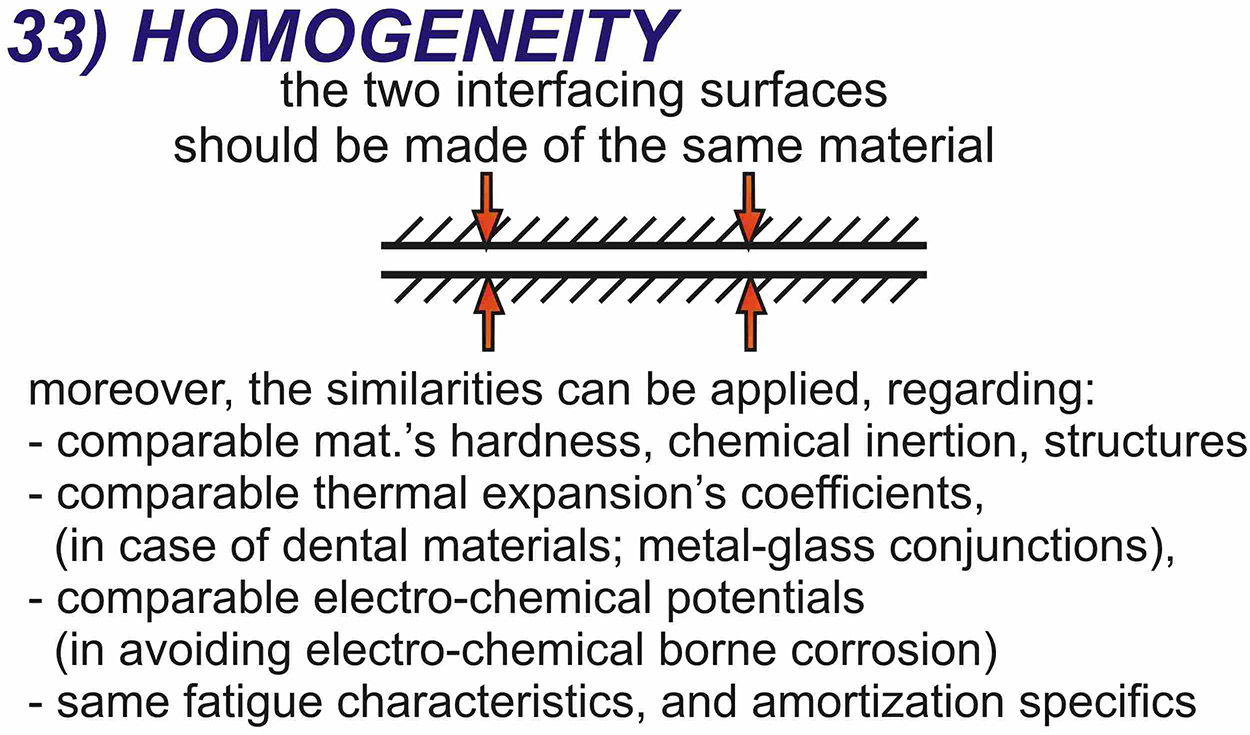 33) HOMOGENEITY
the two interfacing surfaces
should be made of the same material
moreover, the similarities can be applied, regarding:
- comparable mat.'s hardness, chemical inertion, structures
- comparable thermal expansion's coefficients,
(in case of dental materials; metal-glass conjunctions),
- comparable electro-chemical potentials
(in avoiding electro-chemical borne corrosion)
- same fatigue characteristics, and amortization specifics